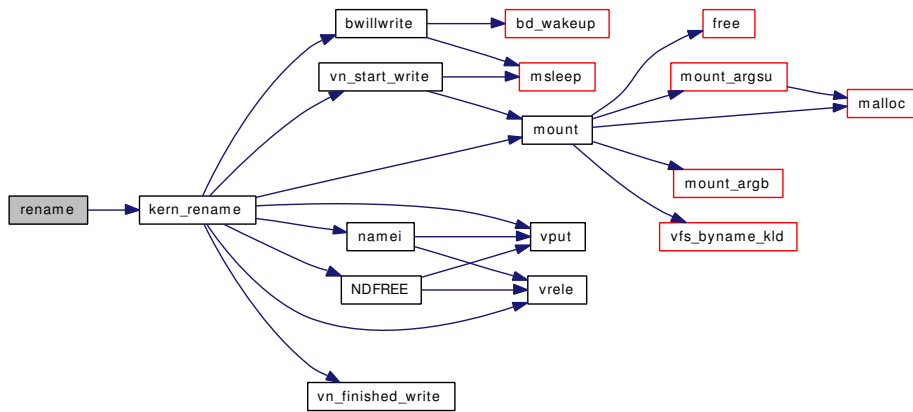 bwillwrite
bd_wakeup
free
vn_start_write
msleep
mount_argsu
malloc
mount
mount_argb
rename
kern_rename
namei
vput
vfs_byname_kld
NDFREE
vrele
vn_finished_write